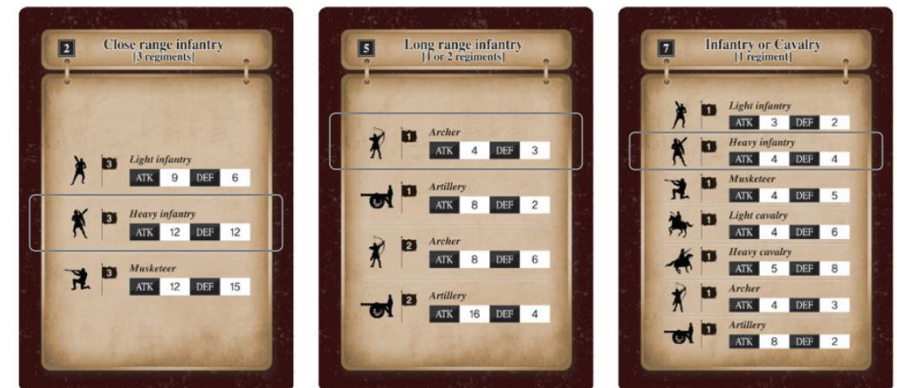 2
Close range infantry
[3 regiments]
3
Light infantry
ATK 9 DEF 6
3
Heavy infantry
ATK 12 DEF 12
3
Musketeer
ATK 12 DEF 15
5
Long range infantry
[1 or 2 regiments]
1
Archer
ATK 4 DEF 3
1
Artillery
ATK 8 DEF 2
2
Archer
ATK 8 DEF 6
2
Artillery
ATK 16 DEF 4
7
Infantry or Cavalry
[1 regiment]
1
Light infantry
ATK 3 DEF 2
1
Heavy infantry
ATK 4 DEF 4
1
Musketeer
ATK 4 DEF 5
1
Light cavalry
ATK 4 DEF 6
1
Heavy cavalry
ATK 5 DEF 8
1
Archer
ATK 4 DEF 3
1
Artillery
ATK 8 DEF 2